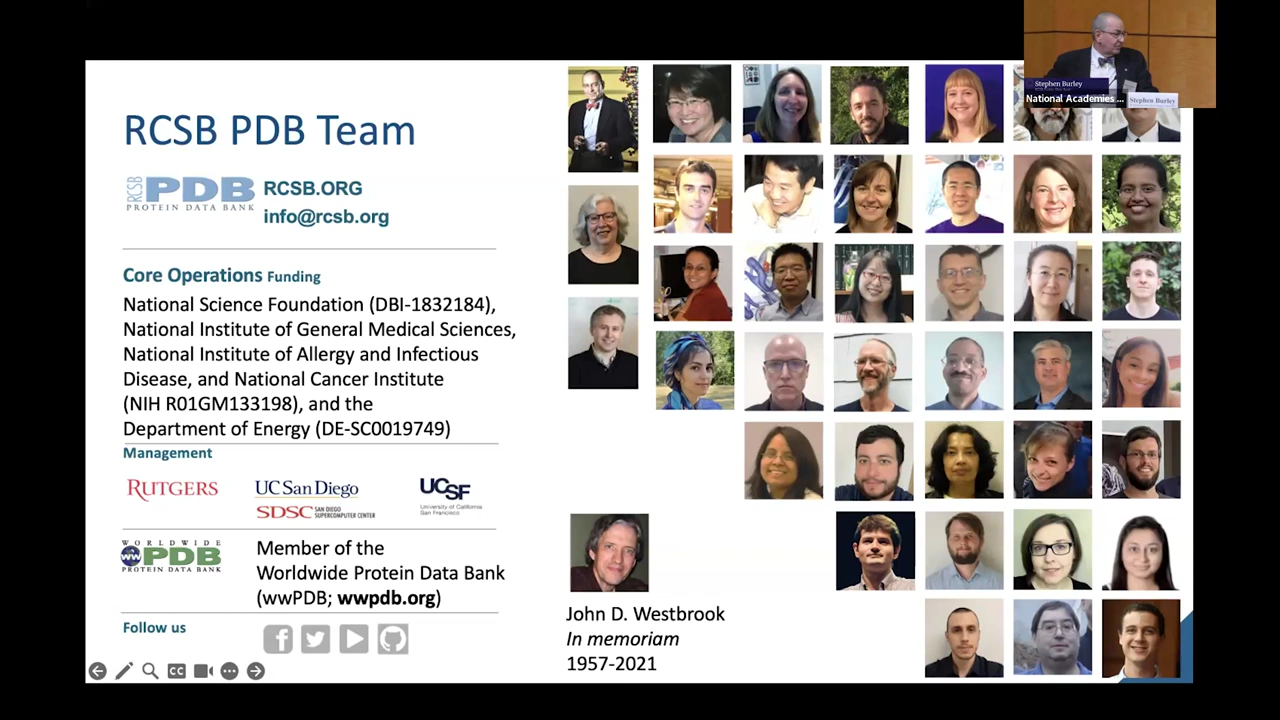 Stephen Burley
National Academies ...
Stephen Burley
RCSB PDB Team
RCSB
PDB
PROTEIN DATA BANK
RCSB.ORG
info@rcsb.org
Core Operations Funding
National Science Foundation (DBI-1832184),
National Institute of General Medical Sciences,
National Institute of Allergy and Infectious
Disease, and National Cancer Institute
(NIH R01GM133198), and the
Department of Energy (DE-SC0019749)
Management
RUTGERS
UC San Diego
SDSC SAN DIEGO
SUPERCOMPUTER CENTER
UCSF
University of California
San Francisco
WORLDWIDE
ww PDB
PROTEIN DATA BANK
Member of the
Worldwide Protein Data Bank
(wwPDB; wwpdb.org)
Follow us
John D. Westbrook
In memoriam
1957-2021
CC